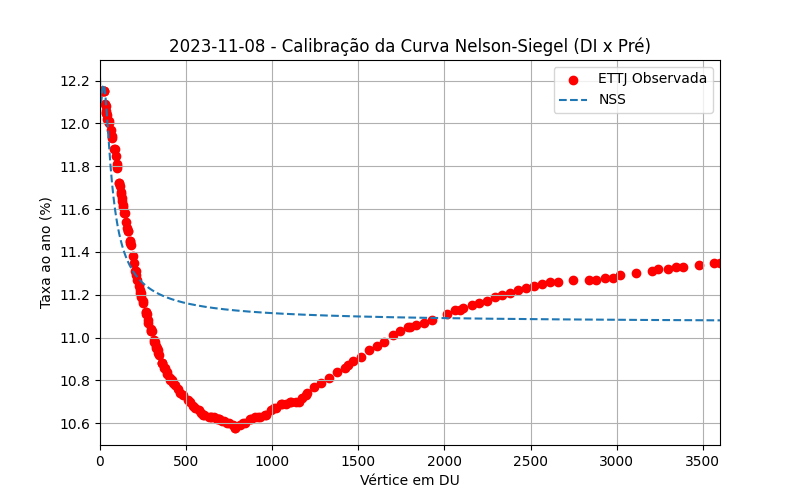 2023-11-08 - Calibração da Curva Nelson-Siegel (DI x Pré)
ETTJ Observada
NSS
Taxa ao ano (%)
12.2
12.0
11.8
11.6
11.4
11.2
11.0
10.8
10.6
0 500 1000 1500 2000 2500 3000 3500
Vértice em DU